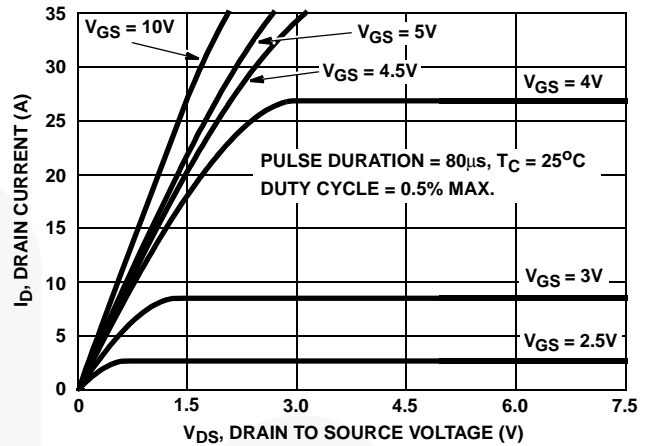 35
30
25
20
15
10
5
0
I_D, DRAIN CURRENT (A)
V_GS = 10V
V_GS = 5V
V_GS = 4.5V
V_GS = 4V
PULSE DURATION = 80µs, T_C = 25°C
DUTY CYCLE = 0.5% MAX.
V_GS = 3V
V_GS = 2.5V
0 1.5 3.0 4.5 6.0 7.5
V_DS, DRAIN TO SOURCE VOLTAGE (V)